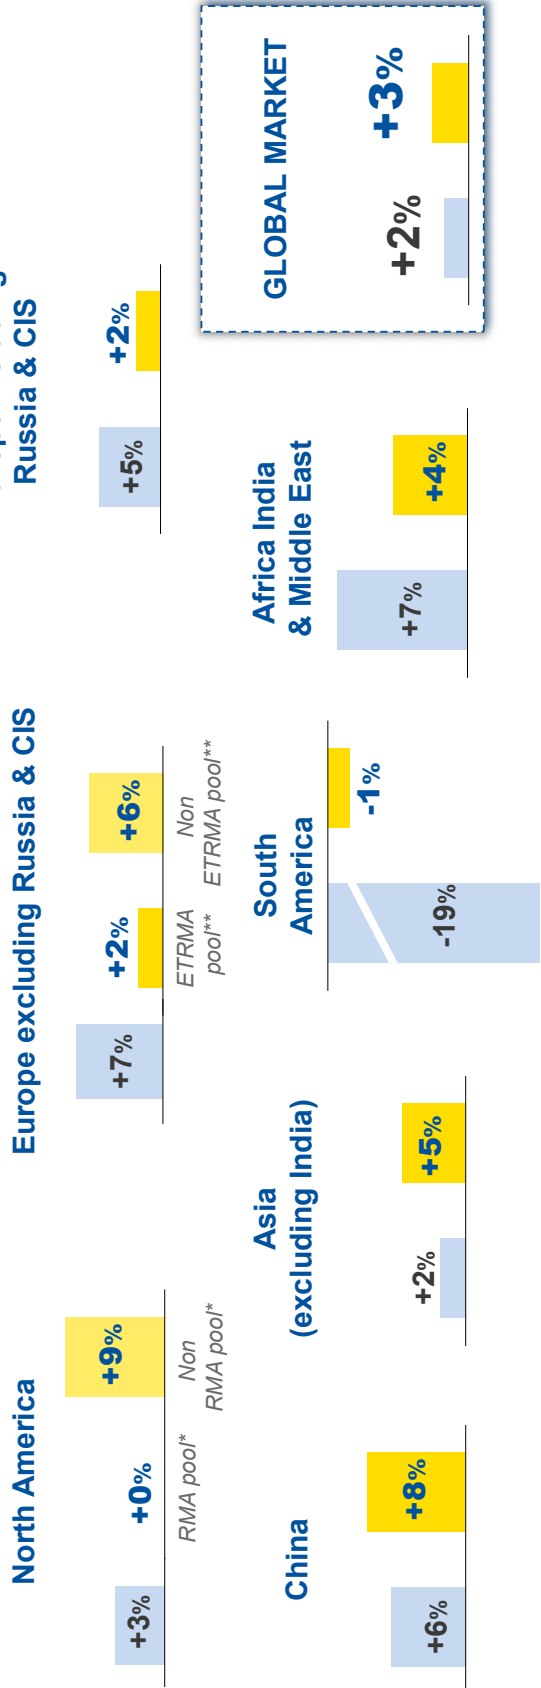 North America
+3%
+0%
+9%
RMA pool*
Non
RMA pool*
Europe excluding Russia & CIS
+7%
+2%
+6%
ETRMA
pool**
Non
ETRMA pool**
Russia & CIS
+5%
+2%
China
+6%
+8%
Asia
(excluding India)
+2%
+5%
South
America
-19%
-1%
Africa India
& Middle East
+7%
+4%
GLOBAL MARKET
+2%
+3%